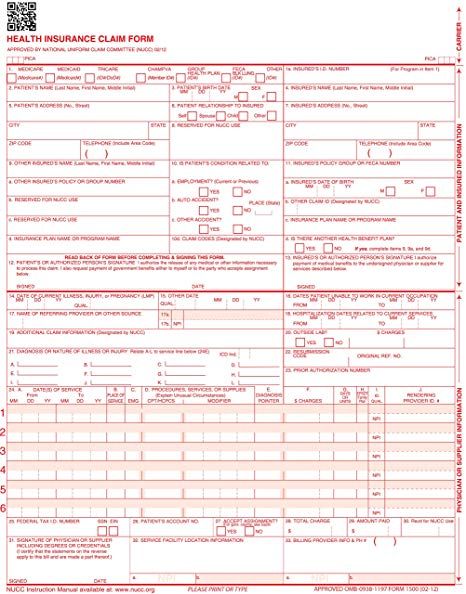 HEALTH INSURANCE CLAIM FORM
APPROVED BY NATIONAL UNIFORM CLAIM COMMITTEE (NUCC) 02/12
PICA PICA
CARRIER
1. MEDICARE MEDICAID TRICARE CHAMPVA GROUP HEALTH PLAN FECA BLK LUNG OTHER
(Medicare#) (Medicaid#) (ID#/DoD#) (Member ID#) (ID#) (ID#) (ID#)
1a. INSURED'S I.D. NUMBER (For Program in Item 1)
2. PATIENT'S NAME (Last Name, First Name, Middle Initial)
3. PATIENT'S BIRTH DATE SEX
MM DD YY M F
4. INSURED'S NAME (Last Name, First Name, Middle Initial)
5. PATIENT'S ADDRESS (No., Street)
6. PATIENT RELATIONSHIP TO INSURED
Self Spouse Child Other
7. INSURED'S ADDRESS (No., Street)
CITY STATE
8. RESERVED FOR NUCC USE
CITY STATE
ZIP CODE TELEPHONE (Include Area Code)
( )
ZIP CODE TELEPHONE (Include Area Code)
( )
9. OTHER INSURED'S NAME (Last Name, First Name, Middle Initial)
10. IS PATIENT'S CONDITION RELATED TO:
11. INSURED'S POLICY GROUP OR FECA NUMBER
a. OTHER INSURED'S POLICY OR GROUP NUMBER
a. EMPLOYMENT? (Current or Previous)
YES NO
a. INSURED'S DATE OF BIRTH SEX
MM DD YY M F
b. RESERVED FOR NUCC USE
b. AUTO ACCIDENT? PLACE (State)
YES NO
b. OTHER CLAIM ID (Designated by NUCC)
c. RESERVED FOR NUCC USE
c. OTHER ACCIDENT?
YES NO
c. INSURANCE PLAN NAME OR PROGRAM NAME
d. INSURANCE PLAN NAME OR PROGRAM NAME
10d. CLAIM CODES (Designated by NUCC)
d. IS THERE ANOTHER HEALTH BENEFIT PLAN?
YES NO If yes, complete items 9, 9a, and 9d.
READ BACK OF FORM BEFORE COMPLETING & SIGNING THIS FORM.
12. PATIENT'S OR AUTHORIZED PERSON'S SIGNATURE I authorize the release of any medical or other information necessary
to process this claim. I also request payment of government benefits either to myself or to the party who accepts assignment
below.
SIGNED DATE
13. INSURED'S OR AUTHORIZED PERSON'S SIGNATURE I authorize
payment of medical benefits to the undersigned physician or supplier for
services described below.
SIGNED
PATIENT AND INSURED INFORMATION
14. DATE OF CURRENT ILLNESS, INJURY, or PREGNANCY (LMP)
MM DD YY QUAL.
15. OTHER DATE
QUAL. MM DD YY
16. DATES PATIENT UNABLE TO WORK IN CURRENT OCCUPATION
MM DD YY MM DD YY
FROM TO
17. NAME OF REFERRING PROVIDER OR OTHER SOURCE
17a.
17b. NPI
18. HOSPITALIZATION DATES RELATED TO CURRENT SERVICES
MM DD YY MM DD YY
FROM TO
19. ADDITIONAL CLAIM INFORMATION (Designated by NUCC)
20. OUTSIDE LAB? $ CHARGES
YES NO
21. DIAGNOSIS OR NATURE OF ILLNESS OR INJURY Relate A-L to service line below (24E)
ICD Ind.
A. B. C. D.
E. F. G. H.
I. J. K. L.
22. RESUBMISSION
CODE ORIGINAL REF. NO.
23. PRIOR AUTHORIZATION NUMBER
24. A. DATE(S) OF SERVICE
From To
MM DD YY MM DD YY
B.
PLACE OF
SERVICE
C.
EMG
D. PROCEDURES, SERVICES, OR SUPPLIES
(Explain Unusual Circumstances)
CPT/HCPCS MODIFIER
E.
DIAGNOSIS
POINTER
F.
$ CHARGES
G.
DAYS
OR
UNITS
H.
I.
ID.
QUAL.
J.
RENDERING
PROVIDER ID. #
1
NPI
2
NPI
3
NPI
4
NPI
5
NPI
6
NPI
PHYSICIAN OR SUPPLIER INFORMATION
25. FEDERAL TAX I.D. NUMBER SSN EIN
26. PATIENT'S ACCOUNT NO.
27. ACCEPT ASSIGNMENT?
YES NO
28. TOTAL CHARGE
$
29. AMOUNT PAID
$
30. Rsvd for NUCC Use
31. SIGNATURE OF PHYSICIAN OR SUPPLIER
INCLUDING DEGREES OR CREDENTIALS
(I certify that the statements on the reverse
apply to this bill and are made a part thereof.)
SIGNED DATE
32. SERVICE FACILITY LOCATION INFORMATION
a. NPI b.
33. BILLING PROVIDER INFO & PH # ( )
a. NPI b.
NUCC Instruction Manual available at: www.nucc.org
PLEASE PRINT OR TYPE
APPROVED OMB-0938-1197 FORM 1500 (02-12)